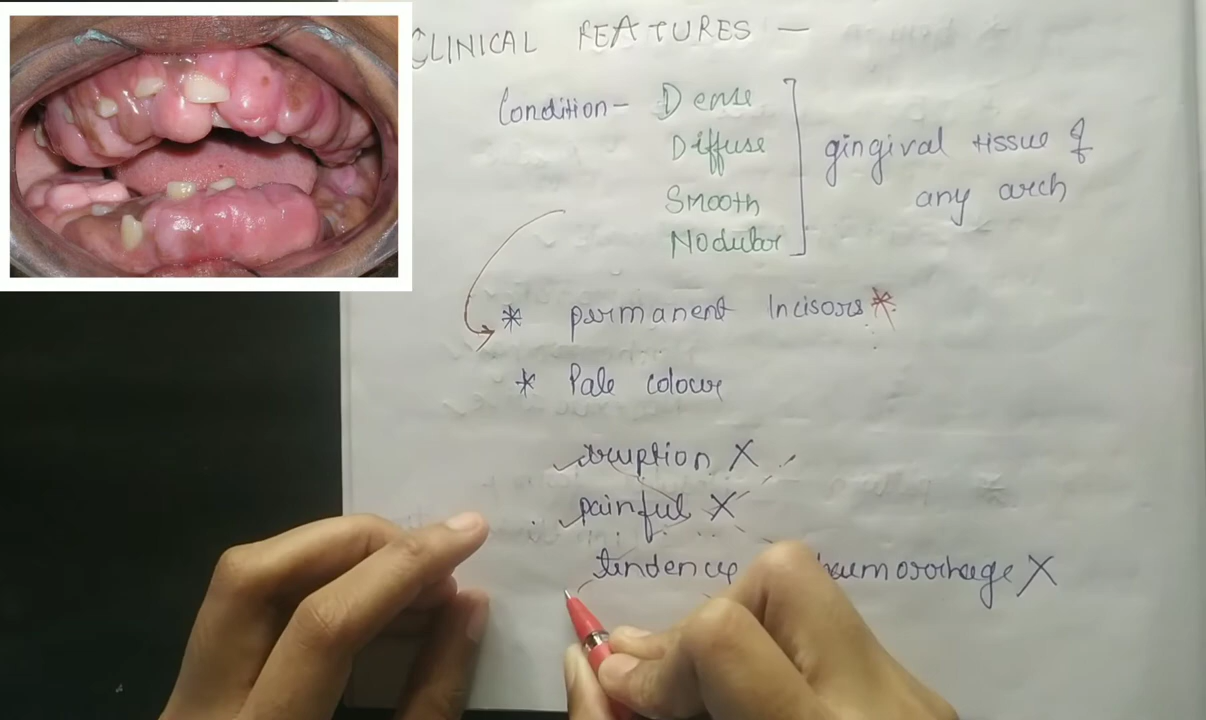 CLINICAL FEATURES —
Condition - Dense
Diffuse
Smooth
Nodular
gingival tissue of
any arch
* permanent Incisors *
* Pale colour
eruption X
painful X
haemorrhage X